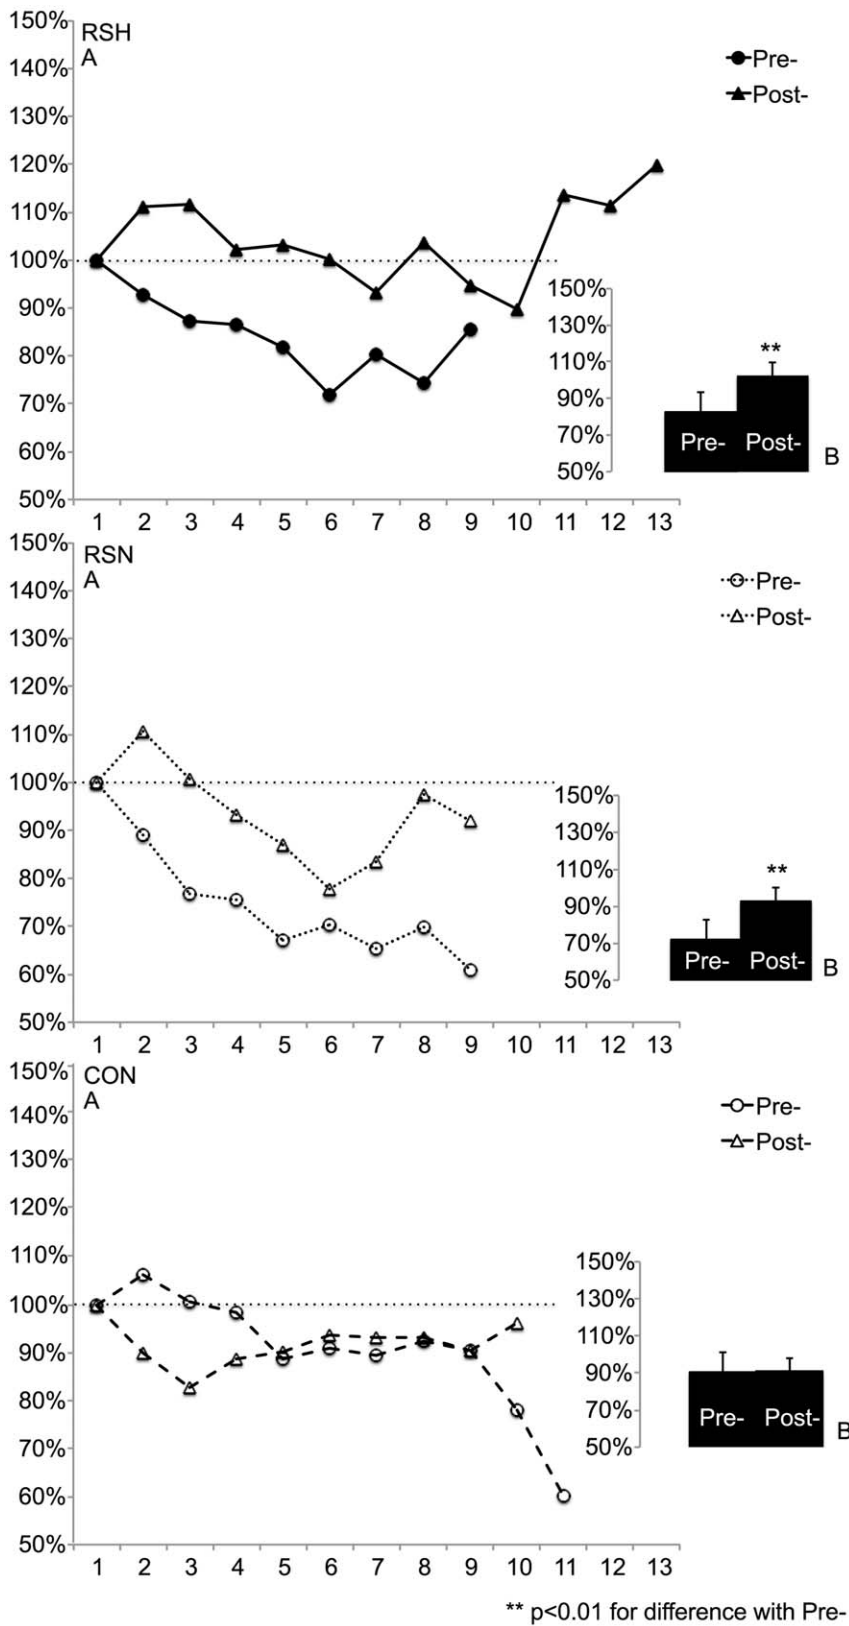 150%
RSH
A
140%
130%
120%
110%
100%
90%
80%
70%
60%
50%
Pre-
Post-
150%
130%
110%
90%
70%
50%
**
Pre- Post-
B
1 2 3 4 5 6 7 8 9 10 11 12 13
150%
RSN
A
140%
130%
120%
110%
100%
90%
80%
70%
60%
50%
Pre-
Post-
150%
130%
110%
90%
70%
50%
**
Pre- Post-
B
1 2 3 4 5 6 7 8 9 10 11 12 13
150%
CON
A
140%
130%
120%
110%
100%
90%
80%
70%
60%
50%
Pre-
Post-
150%
130%
110%
90%
70%
50%
Pre- Post-
B
1 2 3 4 5 6 7 8 9 10 11 12 13
** p<0.01 for difference with Pre-